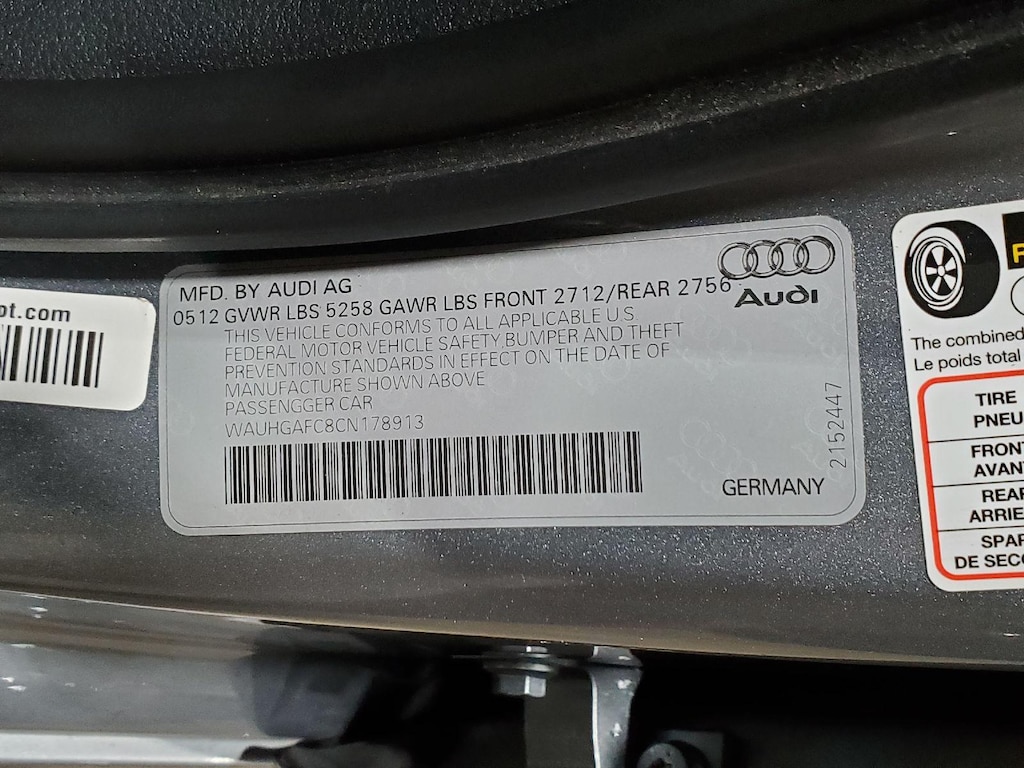 pt.com
MFD. BY AUDI AG
0512 GVWR LBS 5258 GAWR LBS FRONT 2712/REAR 2756
THIS VEHICLE CONFORMS TO ALL APPLICABLE U.S
FEDERAL MOTOR VEHICLE SAFETY BUMPER AND THEFT
PREVENTION STANDARDS IN EFFECT ON THE DATE OF
MANUFACTURE SHOWN ABOVE
PASSENGGER CAR
WAUHGAFC8CN178913
Audi
2152447
GERMANY
The combined
Le poids total
TIRE
PNEU
FRONT
AVANT
REAR
ARRIE
SPAR
DE SECO